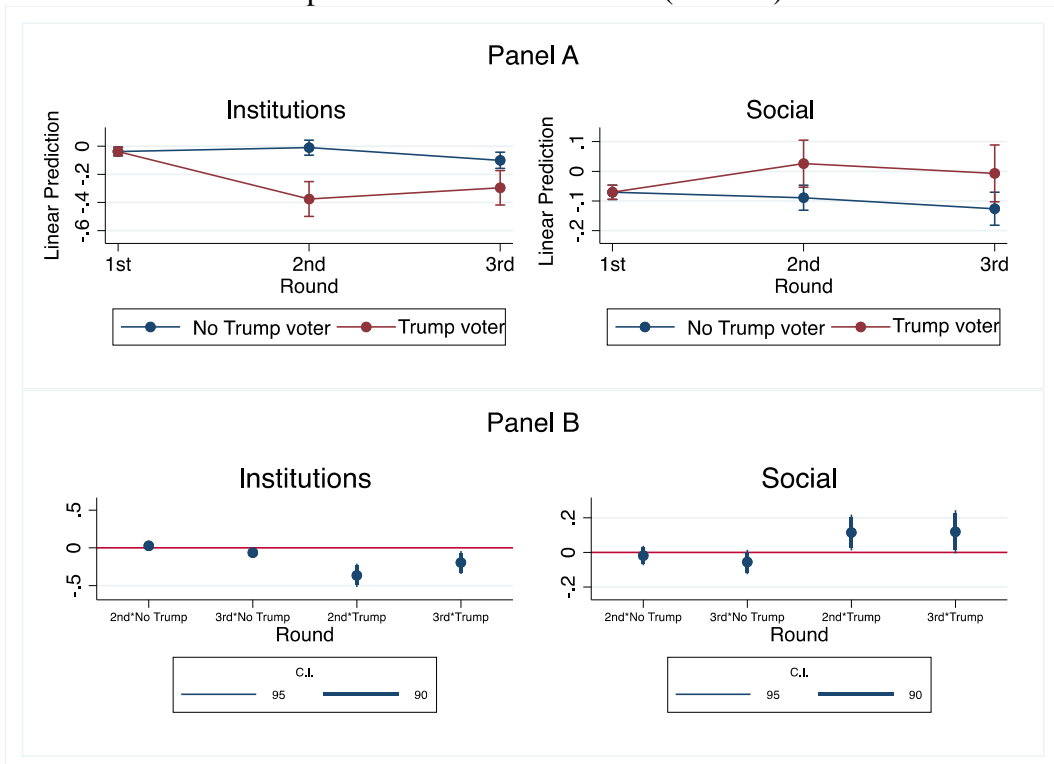 Panel A
Institutions
Linear Prediction
0
-.2
-.4
-.6
1st 2nd 3rd
Round
No Trump voter Trump voter
Social
Linear Prediction
.1
0
-.1
-.2
1st 2nd 3rd
Round
No Trump voter Trump voter
Panel B
Institutions
.5
0
-.5
2nd*No Trump 3rd*No Trump 2nd*Trump 3rd*Trump
Round
C.I.
95 90
Social
.2
0
-.2
2nd*No Trump 3rd*No Trump 2nd*Trump 3rd*Trump
Round
C.I.
95 90